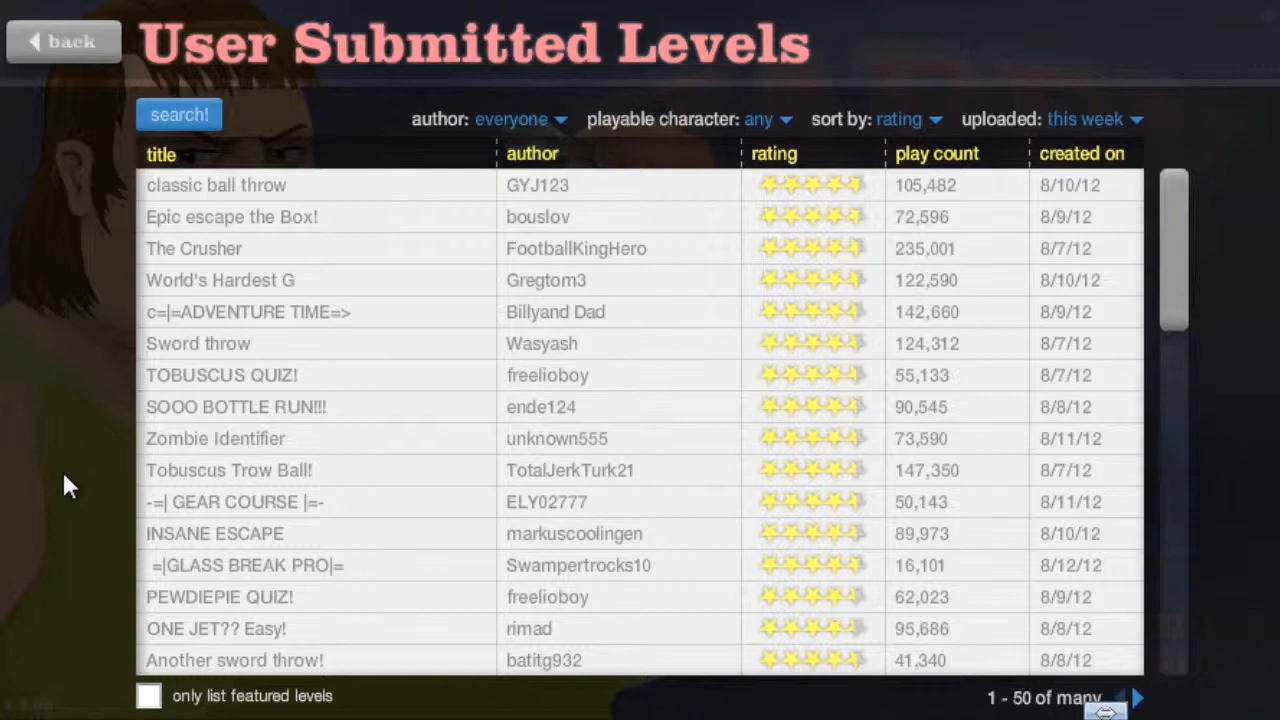 back
User Submitted Levels
search!
author: everyone playable character: any sort by: rating uploaded: this week
title author rating play count created on
classic ball throw GYJ123 105,482 8/10/12
Epic escape the Box! bouslov 72,596 8/9/12
The Crusher FootballKingHero 235,001 8/7/12
World's Hardest G Gregtom3 122,590 8/10/12
c=|=ADVENTURE TIME=> Billyand Dad 142,660 8/9/12
Sword throw Wasyash 124,312 8/7/12
TOBUSCUS QUIZ! freelioboy 55,133 8/7/12
SOOO BOTTLE RUN!!! ende124 90,545 8/8/12
Zombie Identifier unknown555 73,590 8/11/12
Tobuscus Trow Ball! TotalJerkTurk21 147,350 8/7/12
-=| GEAR COURSE |=- ELY02777 50,143 8/11/12
INSANE ESCAPE markuscoolingen 89,973 8/10/12
=|GLASS BREAK PRO|= Swampertrocks10 16,101 8/12/12
PEWDIEPIE QUIZ! freelioboy 62,023 8/9/12
ONE JET?? Easy! rimad 95,686 8/8/12
Another sword throw! batitg932 41,340 8/8/12
only list featured levels 1 - 50 of many